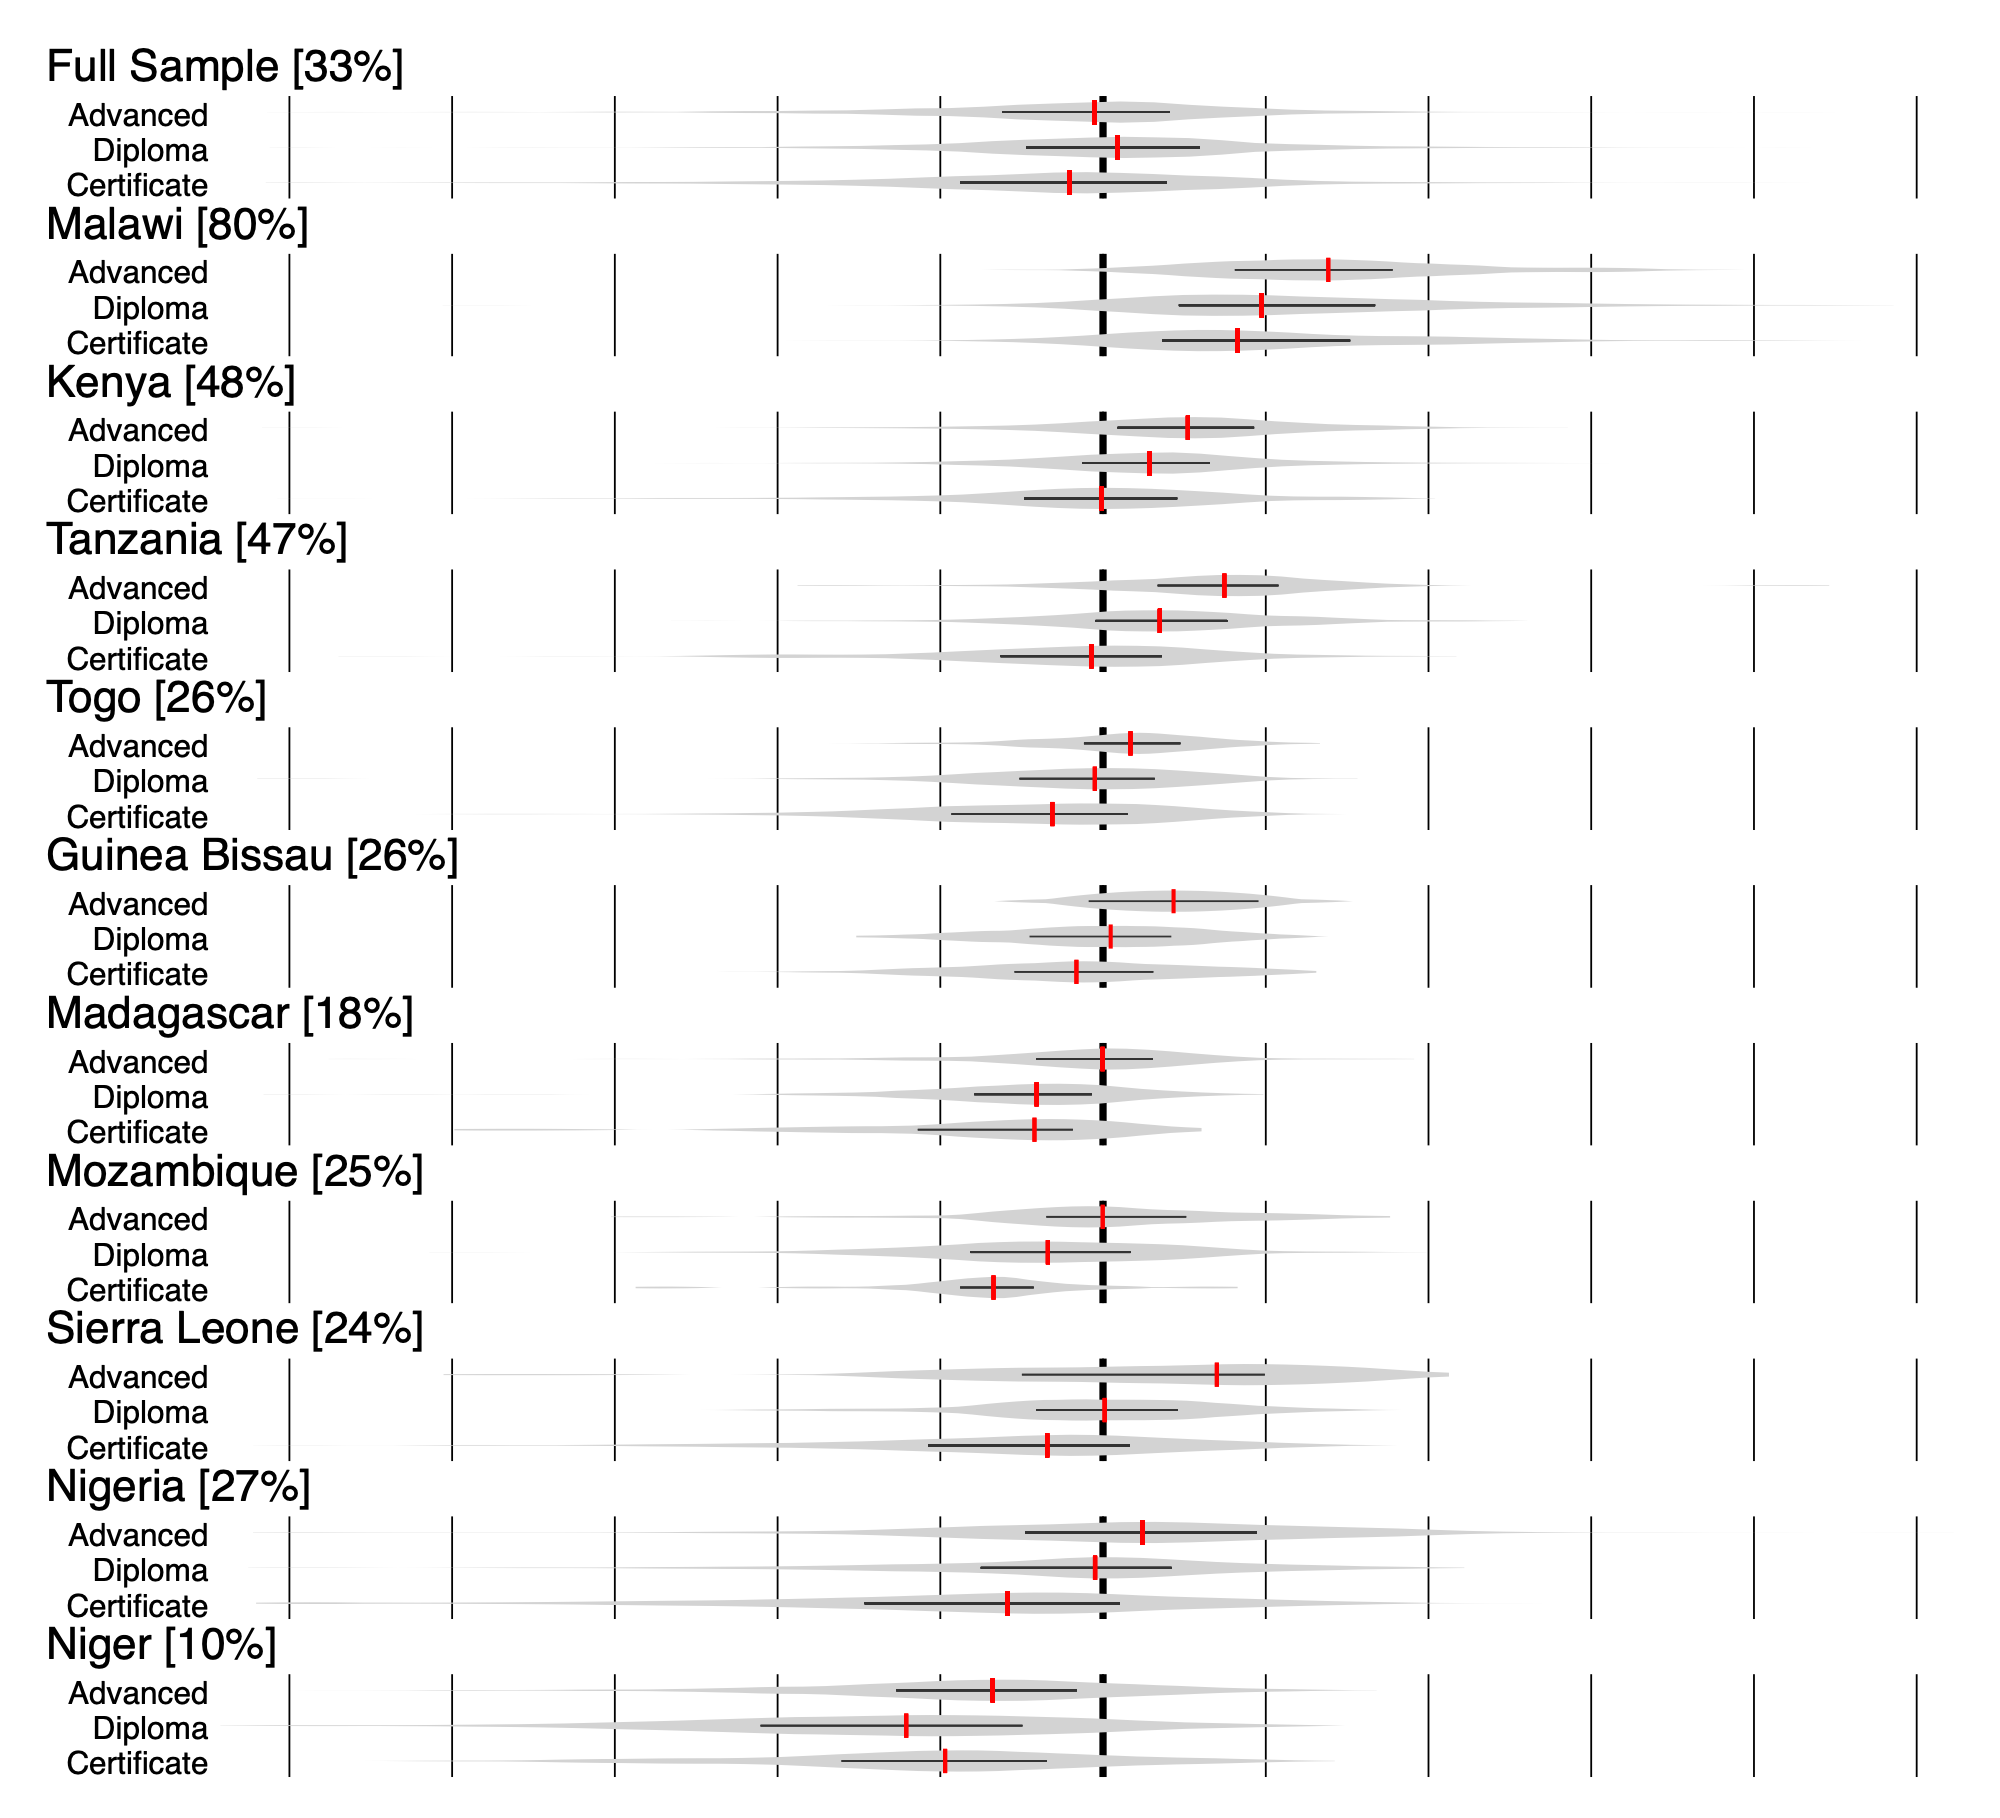 Full Sample [33%]
Advanced
Diploma
Certificate
Malawi [80%]
Advanced
Diploma
Certificate
Kenya [48%]
Advanced
Diploma
Certificate
Tanzania [47%]
Advanced
Diploma
Certificate
Togo [26%]
Advanced
Diploma
Certificate
Guinea Bissau [26%]
Advanced
Diploma
Certificate
Madagascar [18%]
Advanced
Diploma
Certificate
Mozambique [25%]
Advanced
Diploma
Certificate
Sierra Leone [24%]
Advanced
Diploma
Certificate
Nigeria [27%]
Advanced
Diploma
Certificate
Niger [10%]
Advanced
Diploma
Certificate